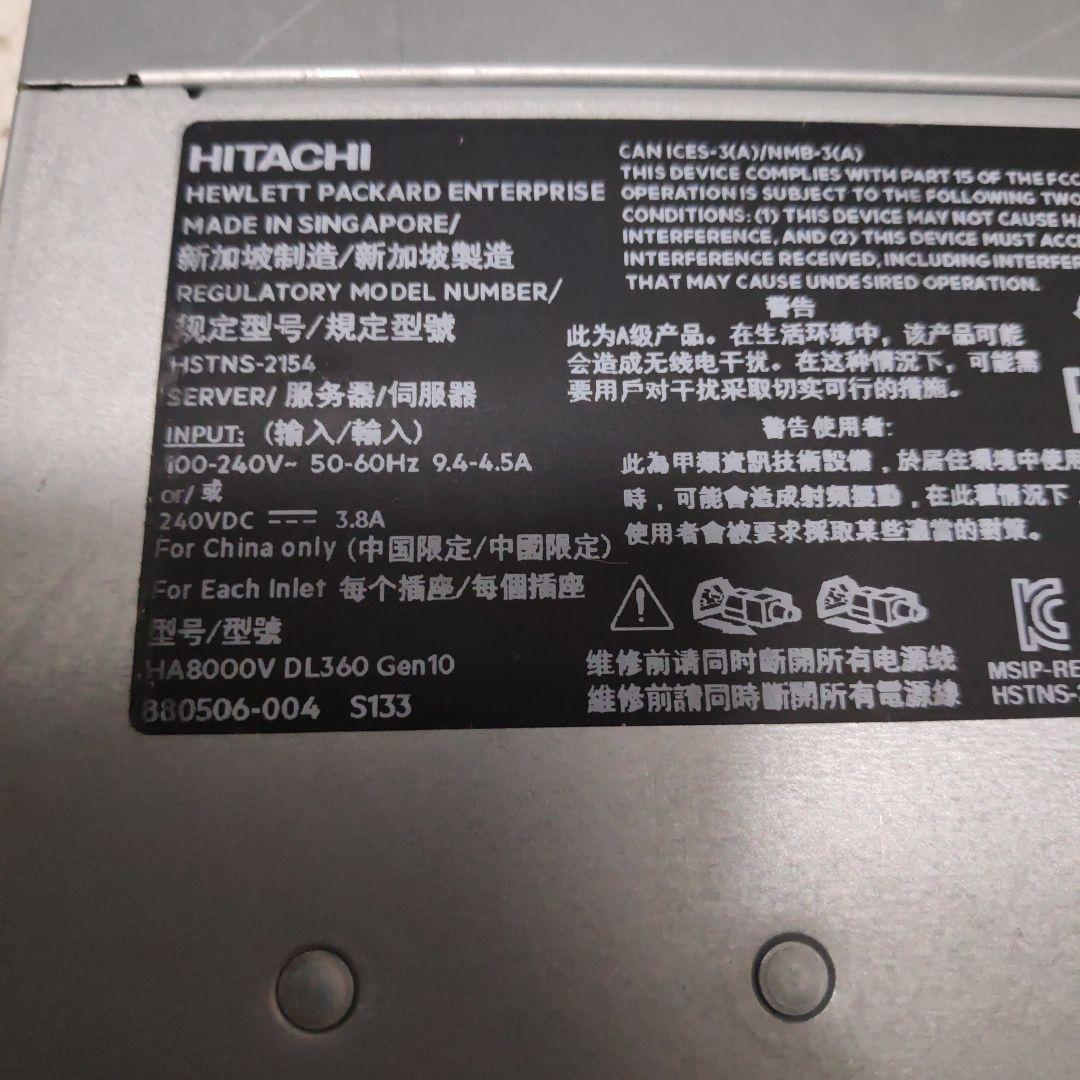 HITACHI
HEWLETT PACKARD ENTERPRISE
MADE IN SINGAPORE/
新加坡制造/新加坡製造
REGULATORY MODEL NUMBER/
规定型号/規定型號
HSTNS-2154
SERVER/ 服务器/伺服器
INPUT: (输入/輸入)
100-240V~ 50-60Hz 9.4-4.5A
or/ 或
240VDC ⎓ 3.8A
For China only (中国限定/中國限定)
For Each Inlet 每个插座/每個插座
型号/型號
HA8000V DL360 Gen10
880506-004 S133
CAN ICES-3(A)/NMB-3(A)
THIS DEVICE COMPLIES WITH PART 15 OF THE FCC
OPERATION IS SUBJECT TO THE FOLLOWING TWO
CONDITIONS: (1) THIS DEVICE MAY NOT CAUSE HA
INTERFERENCE, AND (2) THIS DEVICE MUST ACCE
INTERFERENCE RECEIVED, INCLUDING INTERFER
THAT MAY CAUSE UNDESIRED OPERATION.
警告
此为A级产品。在生活环境中，该产品可能
会造成无线电干扰。在这种情况下，可能需
要用戶对干扰采取切实可行的措施。
警告使用者:
此為甲類資訊技術設備，於居住環境中使用
時，可能會造成射頻擾動，在此種情況下，
使用者會被要求採取某些適當的對策。
维修前请同时断開所有电源线
维修前請同時斷開所有電源線
MSIP-RE
HSTNS-